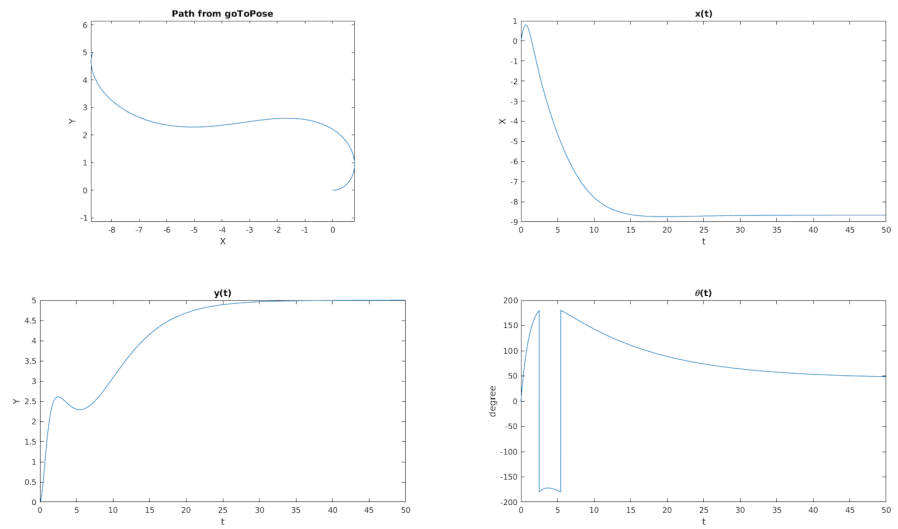 Path from goToPose
6
5
4
3
2
1
0
-1
Y
-8 -7 -6 -5 -4 -3 -2 -1 0
X
x(t)
1
0
-1
-2
-3
-4
-5
-6
-7
-8
-9
X
0 5 10 15 20 25 30 35 40 45 50
t
y(t)
5
4.5
4
3.5
3
2.5
2
1.5
1
0.5
0
Y
0 5 10 15 20 25 30 35 40 45 50
t
θ(t)
200
150
100
50
0
-50
-100
-150
-200
degree
0 5 10 15 20 25 30 35 40 45 50
t